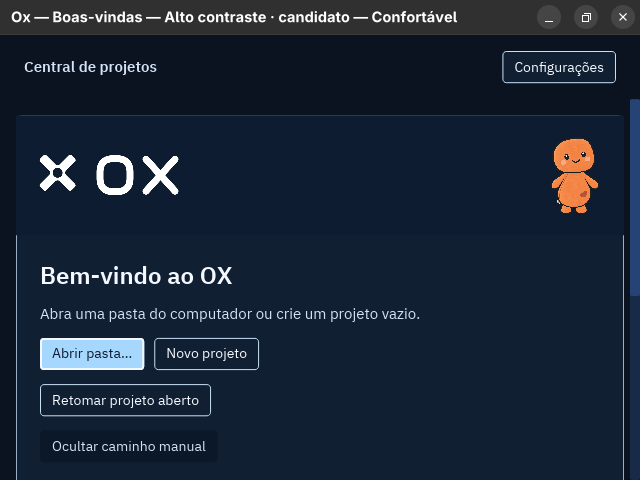 Ox — Boas-vindas — Alto contraste · candidato — Confortável
Central de projetos
Configurações
OX
Bem-vindo ao OX
Abra uma pasta do computador ou crie um projeto vazio.
Abrir pasta...
Novo projeto
Retomar projeto aberto
Ocultar caminho manual